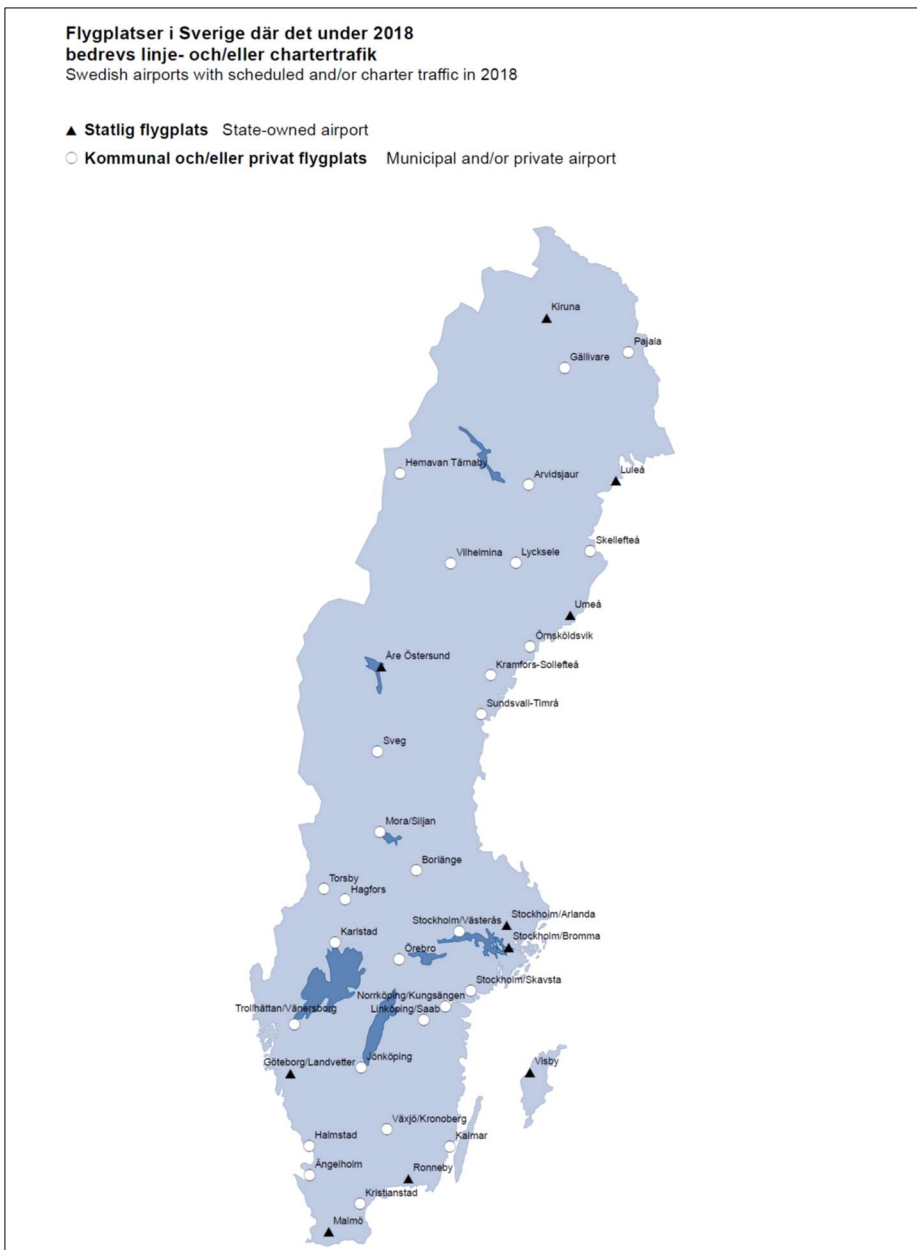 Flygplatser i Sverige där det under 2018
bedrevs linje- och/eller chartertrafik
Swedish airports with scheduled and/or charter traffic in 2018
Statlig flygplats State-owned airport
Kommunal och/eller privat flygplats Municipal and/or private airport
Kiruna
Pajala
Gällivare
Hemavan Tärnaby
Arvidsjaur
Luleå
Skellefteå
Vilhelmina
Lycksele
Umeå
Örnsköldsvik
Åre Östersund
Kramfors-Sollefteå
Sundsvall-Timrå
Sveg
Mora/Siljan
Borlänge
Torsby
Hagfors
Stockholm/Västerås
Stockholm/Arlanda
Karlstad
Stockholm/Bromma
Örebro
Stockholm/Skavsta
Norrköping/Kungsängen
Trollhättan/Vänersborg
Linköping/Saab
Göteborg/Landvetter
Jönköping
Visby
Växjö/Kronoberg
Halmstad
Kalmar
Ängelholm
Ronneby
Kristianstad
Malmö